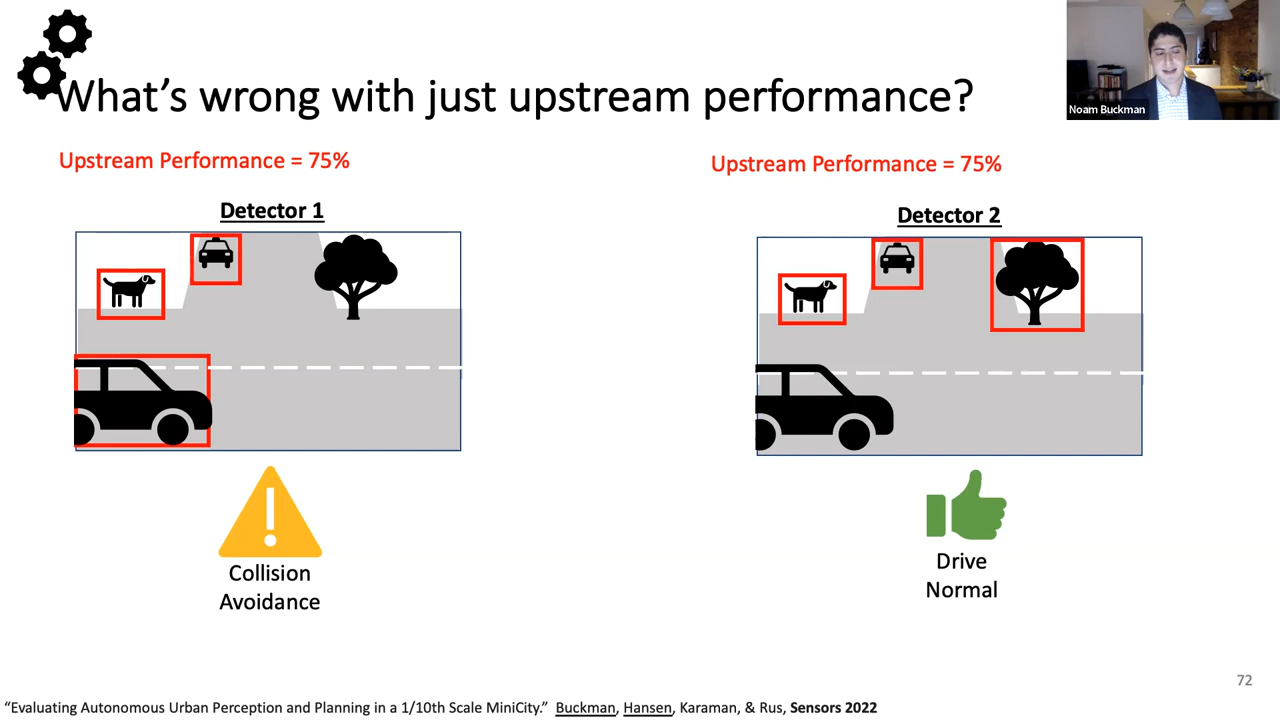 What's wrong with just upstream performance?
Noam Buckman
Upstream Performance = 75%
Upstream Performance = 75%
Detector 1
Detector 2
Collision
Avoidance
Drive
Normal
72
“Evaluating Autonomous Urban Perception and Planning in a 1/10th Scale MiniCity.” Buckman, Hansen, Karaman, & Rus, Sensors 2022